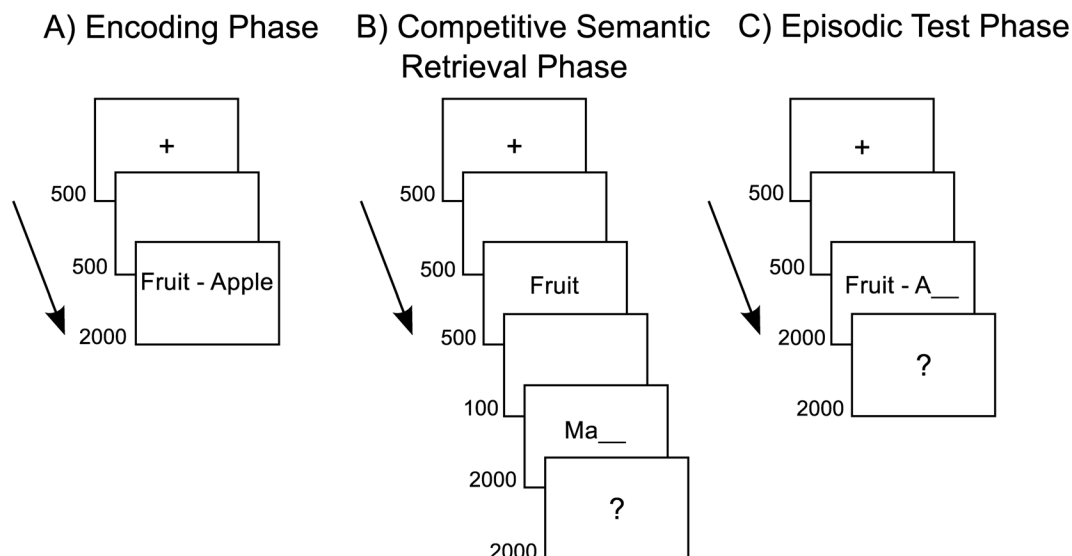 A) Encoding Phase
+
500
500
Fruit - Apple
2000
B) Competitive Semantic
Retrieval Phase
+
500
500
Fruit
500
100
Ma__
2000
?
2000
C) Episodic Test Phase
+
500
500
Fruit - A__
2000
?
2000